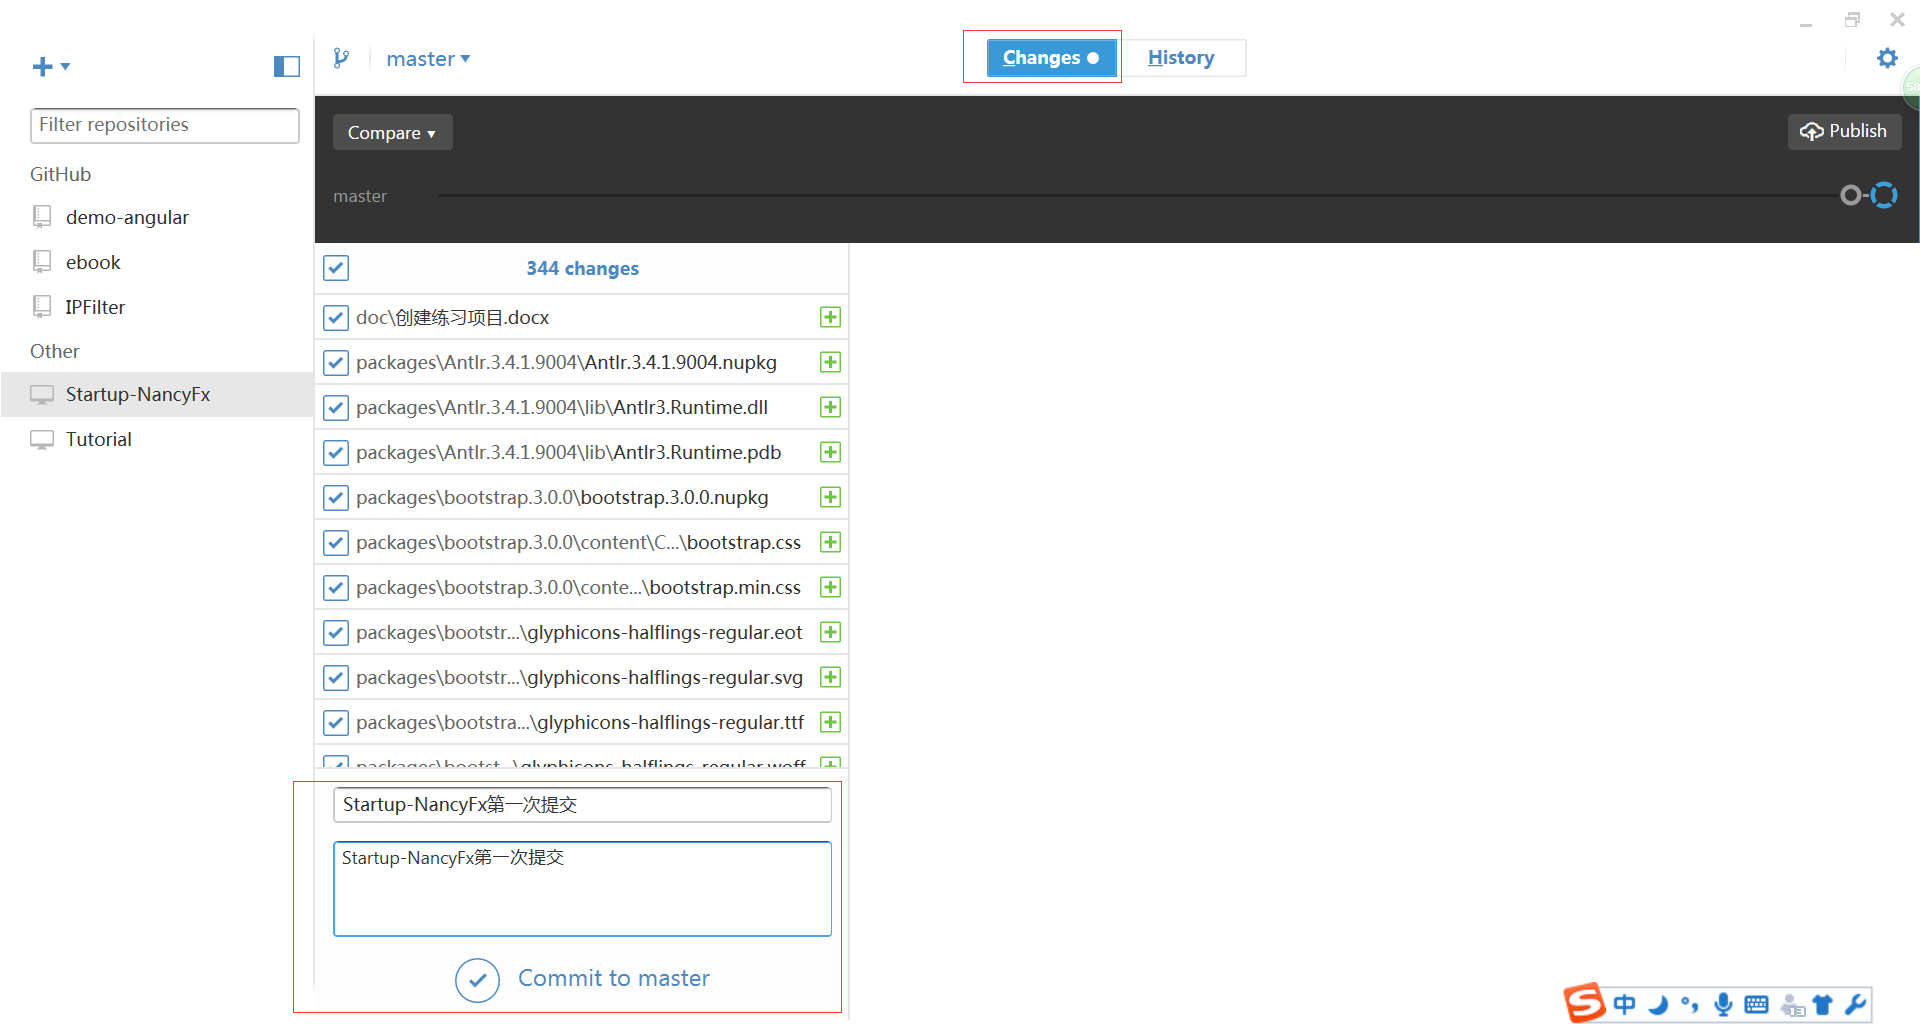 master
Changes
History
Filter repositories
GitHub
demo-angular
ebook
IPFilter
Other
Startup-NancyFx
Tutorial
Compare
Publish
58
master
344 changes
doc\创建练习项目.docx
packages\Antlr.3.4.1.9004\Antlr.3.4.1.9004.nupkg
packages\Antlr.3.4.1.9004\lib\Antlr3.Runtime.dll
packages\Antlr.3.4.1.9004\lib\Antlr3.Runtime.pdb
packages\bootstrap.3.0.0\bootstrap.3.0.0.nupkg
packages\bootstrap.3.0.0\content\C...\bootstrap.css
packages\bootstrap.3.0.0\conte...\bootstrap.min.css
packages\bootstr...\glyphicons-halflings-regular.eot
packages\bootstr...\glyphicons-halflings-regular.svg
packages\bootstra...\glyphicons-halflings-regular.ttf
packages\bootst...\glyphicons-halflings-regular.woff
Startup-NancyFx第一次提交
Startup-NancyFx第一次提交
Commit to master
S 中